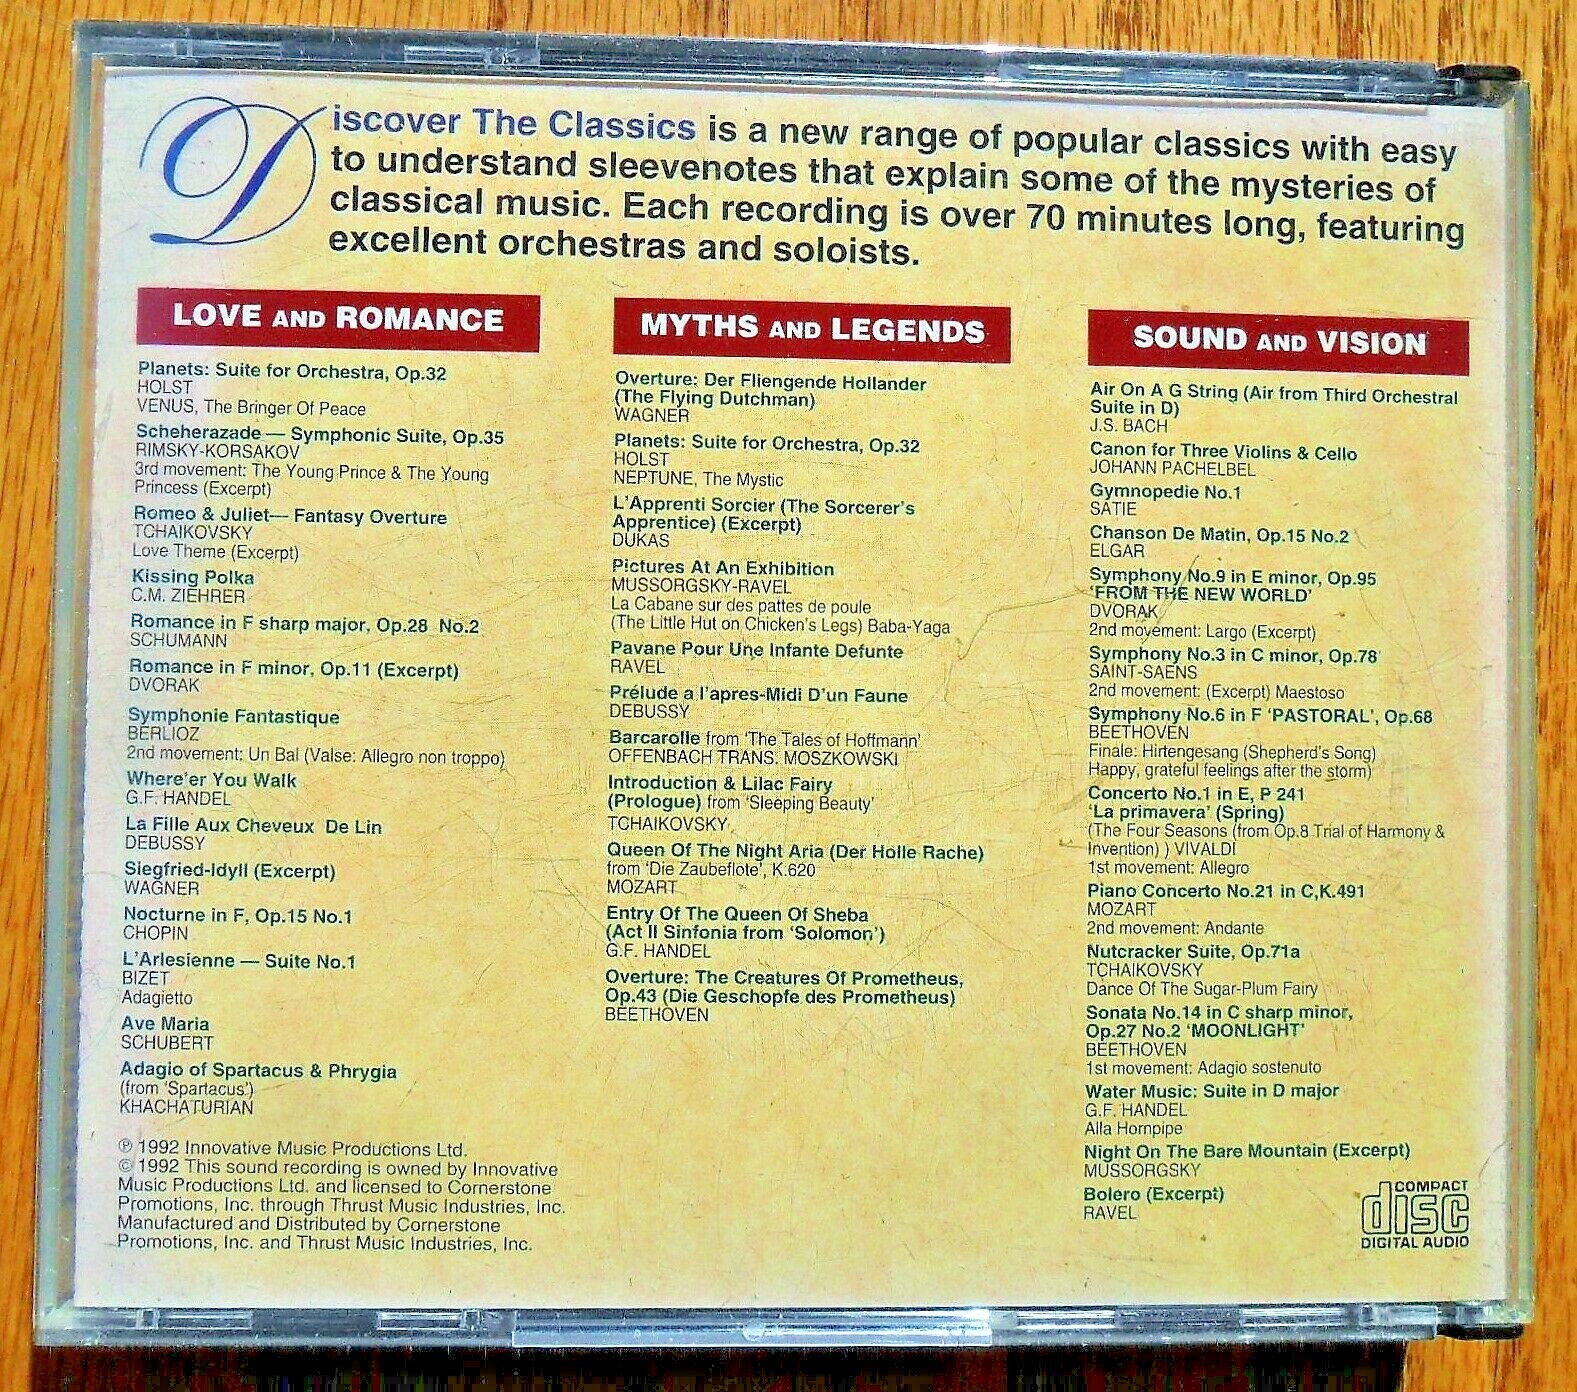 Discover The Classics is a new range of popular classics with easy
to understand sleevenotes that explain some of the mysteries of
classical music. Each recording is over 70 minutes long, featuring
excellent orchestras and soloists.
LOVE AND ROMANCE
Planets: Suite for Orchestra, Op.32
HOLST
VENUS, The Bringer Of Peace
Scheherazade — Symphonic Suite, Op.35
RIMSKY-KORSAKOV
3rd movement: The Young Prince & The Young
Princess (Excerpt)
Romeo & Juliet— Fantasy Overture
TCHAIKOVSKY
Love Theme (Excerpt)
Kissing Polka
C.M. ZIEHRER
Romance in F sharp major, Op.28 No.2
SCHUMANN
Romance in F minor, Op.11 (Excerpt)
DVORAK
Symphonie Fantastique
BERLIOZ
2nd movement: Un Bal (Valse: Allegro non troppo)
Where'er You Walk
G.F. HANDEL
La Fille Aux Cheveux De Lin
DEBUSSY
Siegfried-Idyll (Excerpt)
WAGNER
Nocturne in F, Op.15 No.1
CHOPIN
L'Arlesienne — Suite No.1
BIZET
Adagietto
Ave Maria
SCHUBERT
Adagio of Spartacus & Phrygia
(from 'Spartacus')
KHACHATURIAN
℗ 1992 Innovative Music Productions Ltd.
© 1992 This sound recording is owned by Innovative
Music Productions Ltd. and licensed to Cornerstone
Promotions, Inc. through Thrust Music Industries, Inc.
Manufactured and Distributed by Cornerstone
Promotions, Inc. and Thrust Music Industries, Inc.
MYTHS AND LEGENDS
Overture: Der Fliengende Hollander
(The Flying Dutchman)
WAGNER
Planets: Suite for Orchestra, Op.32
HOLST
NEPTUNE, The Mystic
L'Apprenti Sorcier (The Sorcerer's
Apprentice) (Excerpt)
DUKAS
Pictures At An Exhibition
MUSSORGSKY-RAVEL
La Cabane sur des pattes de poule
(The Little Hut on Chicken's Legs) Baba-Yaga
Pavane Pour Une Infante Defunte
RAVEL
Prélude a l'apres-Midi D'un Faune
DEBUSSY
Barcarolle from 'The Tales of Hoffmann'
OFFENBACH TRANS. MOSZKOWSKI
Introduction & Lilac Fairy
(Prologue) from 'Sleeping Beauty'
TCHAIKOVSKY
Queen Of The Night Aria (Der Holle Rache)
from 'Die Zaubeflote', K.620
MOZART
Entry Of The Queen Of Sheba
(Act II Sinfonia from 'Solomon')
G.F. HANDEL
Overture: The Creatures Of Prometheus,
Op.43 (Die Geschopfe des Prometheus)
BEETHOVEN
SOUND AND VISION
Air On A G String (Air from Third Orchestral
Suite in D)
J.S. BACH
Canon for Three Violins & Cello
JOHANN PACHELBEL
Gymnopedie No.1
SATIE
Chanson De Matin, Op.15 No.2
ELGAR
Symphony No.9 in E minor, Op.95
'FROM THE NEW WORLD'
DVORAK
2nd movement: Largo (Excerpt)
Symphony No.3 in C minor, Op.78
SAINT-SAENS
2nd movement: (Excerpt) Maestoso
Symphony No.6 in F 'PASTORAL', Op.68
BEETHOVEN
Finale: Hirtengesang (Shepherd's Song)
Happy, grateful feelings after the storm)
Concerto No.1 in E, P 241
'La primavera' (Spring)
(The Four Seasons (from Op.8 Trial of Harmony &
Invention) ) VIVALDI
1st movement: Allegro
Piano Concerto No.21 in C,K.491
MOZART
2nd movement: Andante
Nutcracker Suite, Op.71a
TCHAIKOVSKY
Dance Of The Sugar-Plum Fairy
Sonata No.14 in C sharp minor,
Op.27 No.2 'MOONLIGHT'
BEETHOVEN
1st movement: Adagio sostenuto
Water Music: Suite in D major
G.F. HANDEL
Alla Hornpipe
Night On The Bare Mountain (Excerpt)
MUSSORGSKY
Bolero (Excerpt)
RAVEL
COMPACT
disc
DIGITAL AUDIO